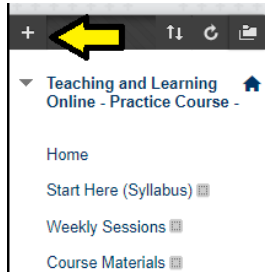 Teaching and Learning
Online - Practice Course -
Home
Start Here (Syllabus)
Weekly Sessions
Course Materials